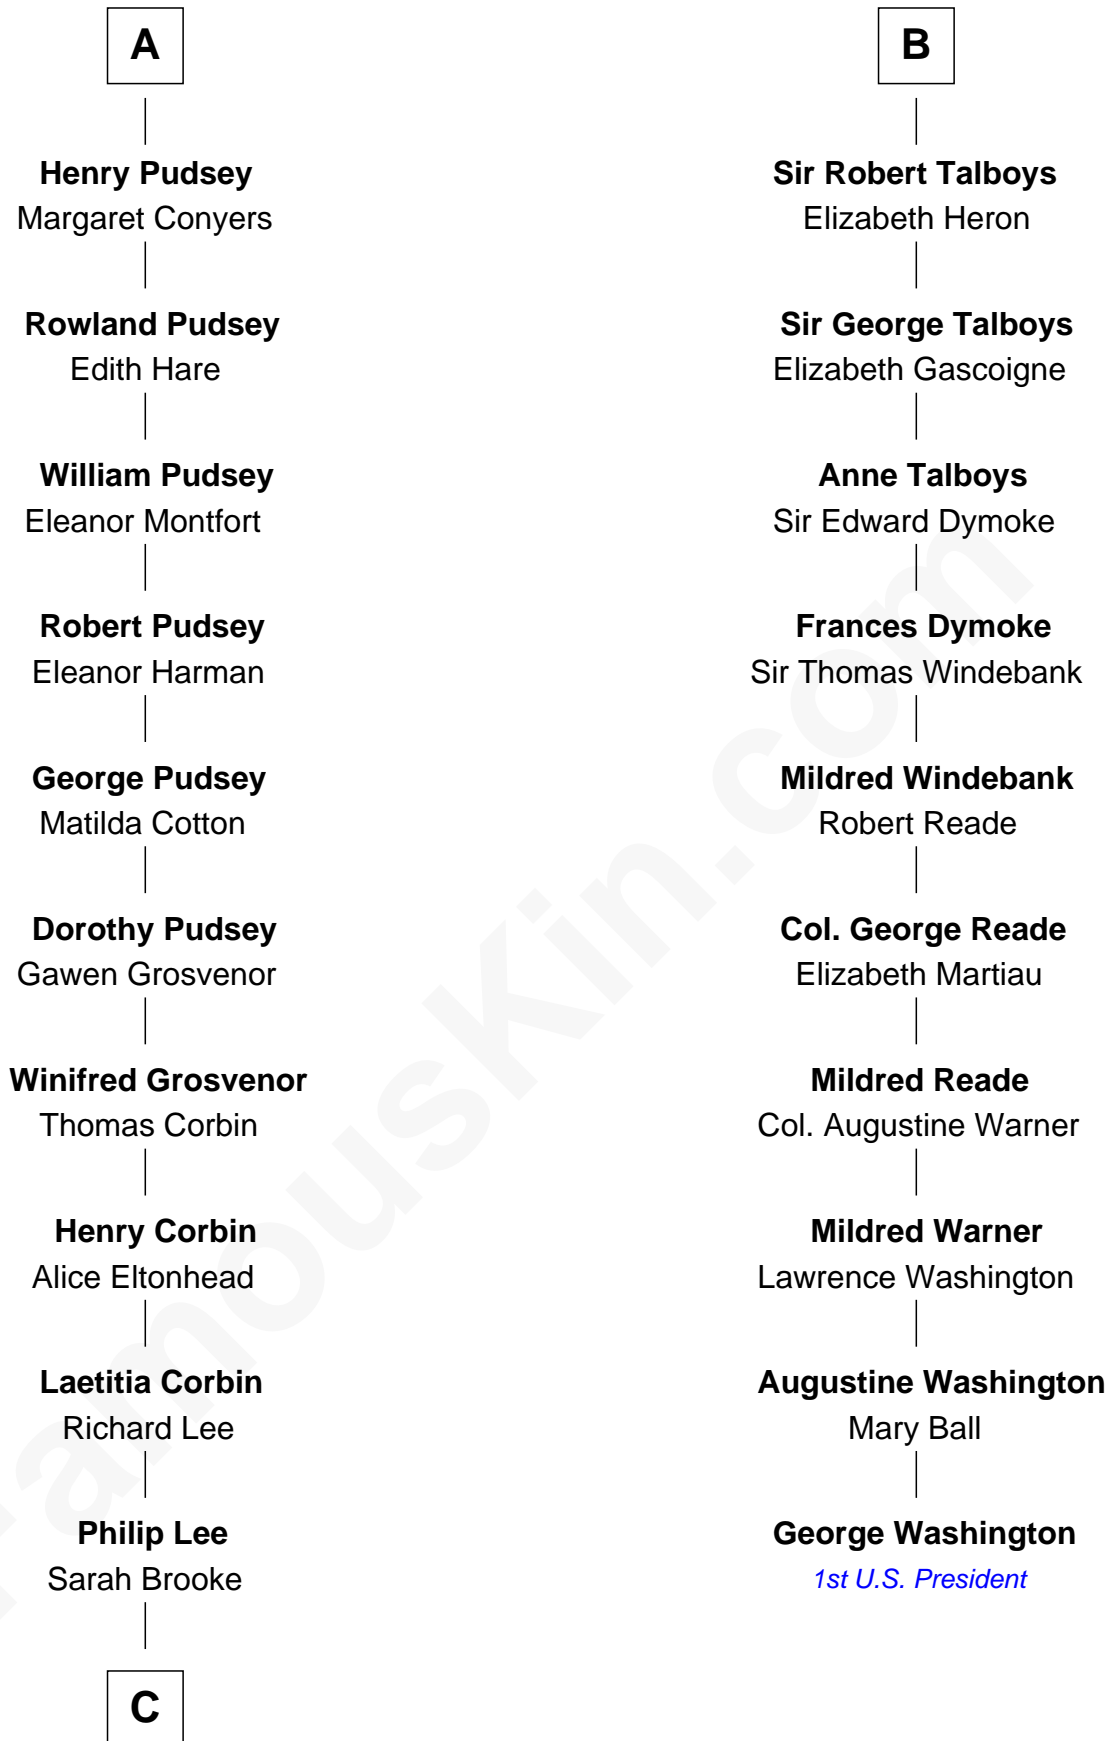 A
Henry Pudsey
Margaret Conyers
Rowland Pudsey
Edith Hare
William Pudsey
Eleanor Montfort
Robert Pudsey
Eleanor Harman
George Pudsey
Matilda Cotton
Dorothy Pudsey
Gawen Grosvenor
Winifred Grosvenor
Thomas Corbin
Henry Corbin
Alice Eltonhead
Laetitia Corbin
Richard Lee
Philip Lee
Sarah Brooke
C
B
Sir Robert Talboys
Elizabeth Heron
Sir George Talboys
Elizabeth Gascoigne
Anne Talboys
Sir Edward Dymoke
Frances Dymoke
Sir Thomas Windebank
Mildred Windebank
Robert Reade
Col. George Reade
Elizabeth Martiau
Mildred Reade
Col. Augustine Warner
Mildred Warner
Lawrence Washington
Augustine Washington
Mary Ball
George Washington
1st U.S. President
FamousKin.com